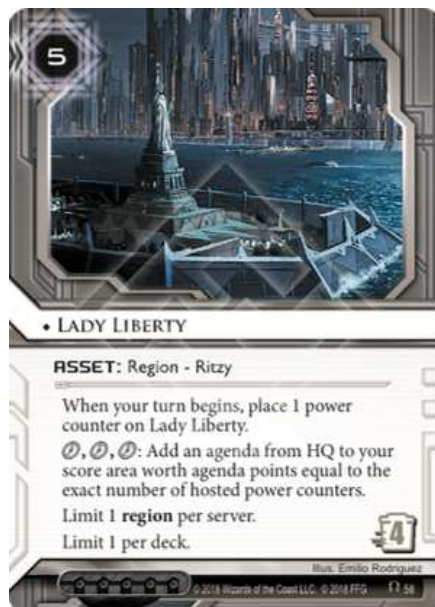 5
• LADY LIBERTY
ASSET: Region - Ritzy
When your turn begins, place 1 power
counter on Lady Liberty.
, , : Add an agenda from HQ to your
score area worth agenda points equal to the
exact number of hosted power counters.
Limit 1 region per server.
Limit 1 per deck.
4
Illus. Emilio Rodriguez
© 2018 Wizards of the Coast LLC. © 2018 FFG
58